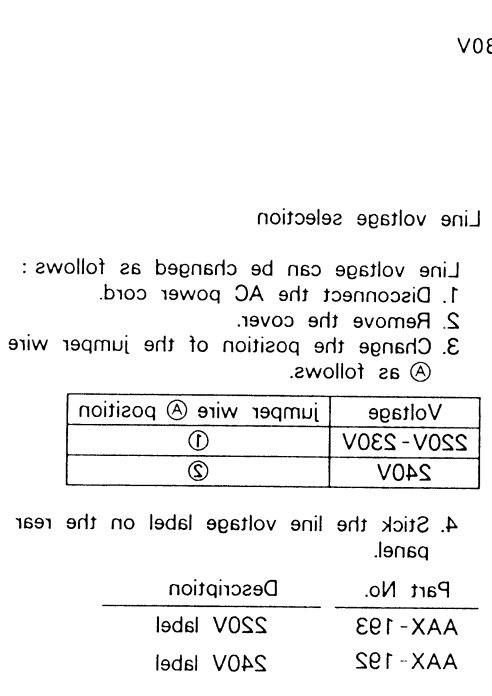 30V
Line voltage selection
Line voltage can be changed as follows :
1. Disconnect the AC power cord.
2. Remove the cover.
3. Change the position of the jumper wire
Ⓐ as follows.
Voltage jumper wire Ⓐ position
220V-230V ①
240V ②
4. Stick the line voltage label on the rear
panel.
Part No. Description
AAX-193 220V label
AAX-192 240V label